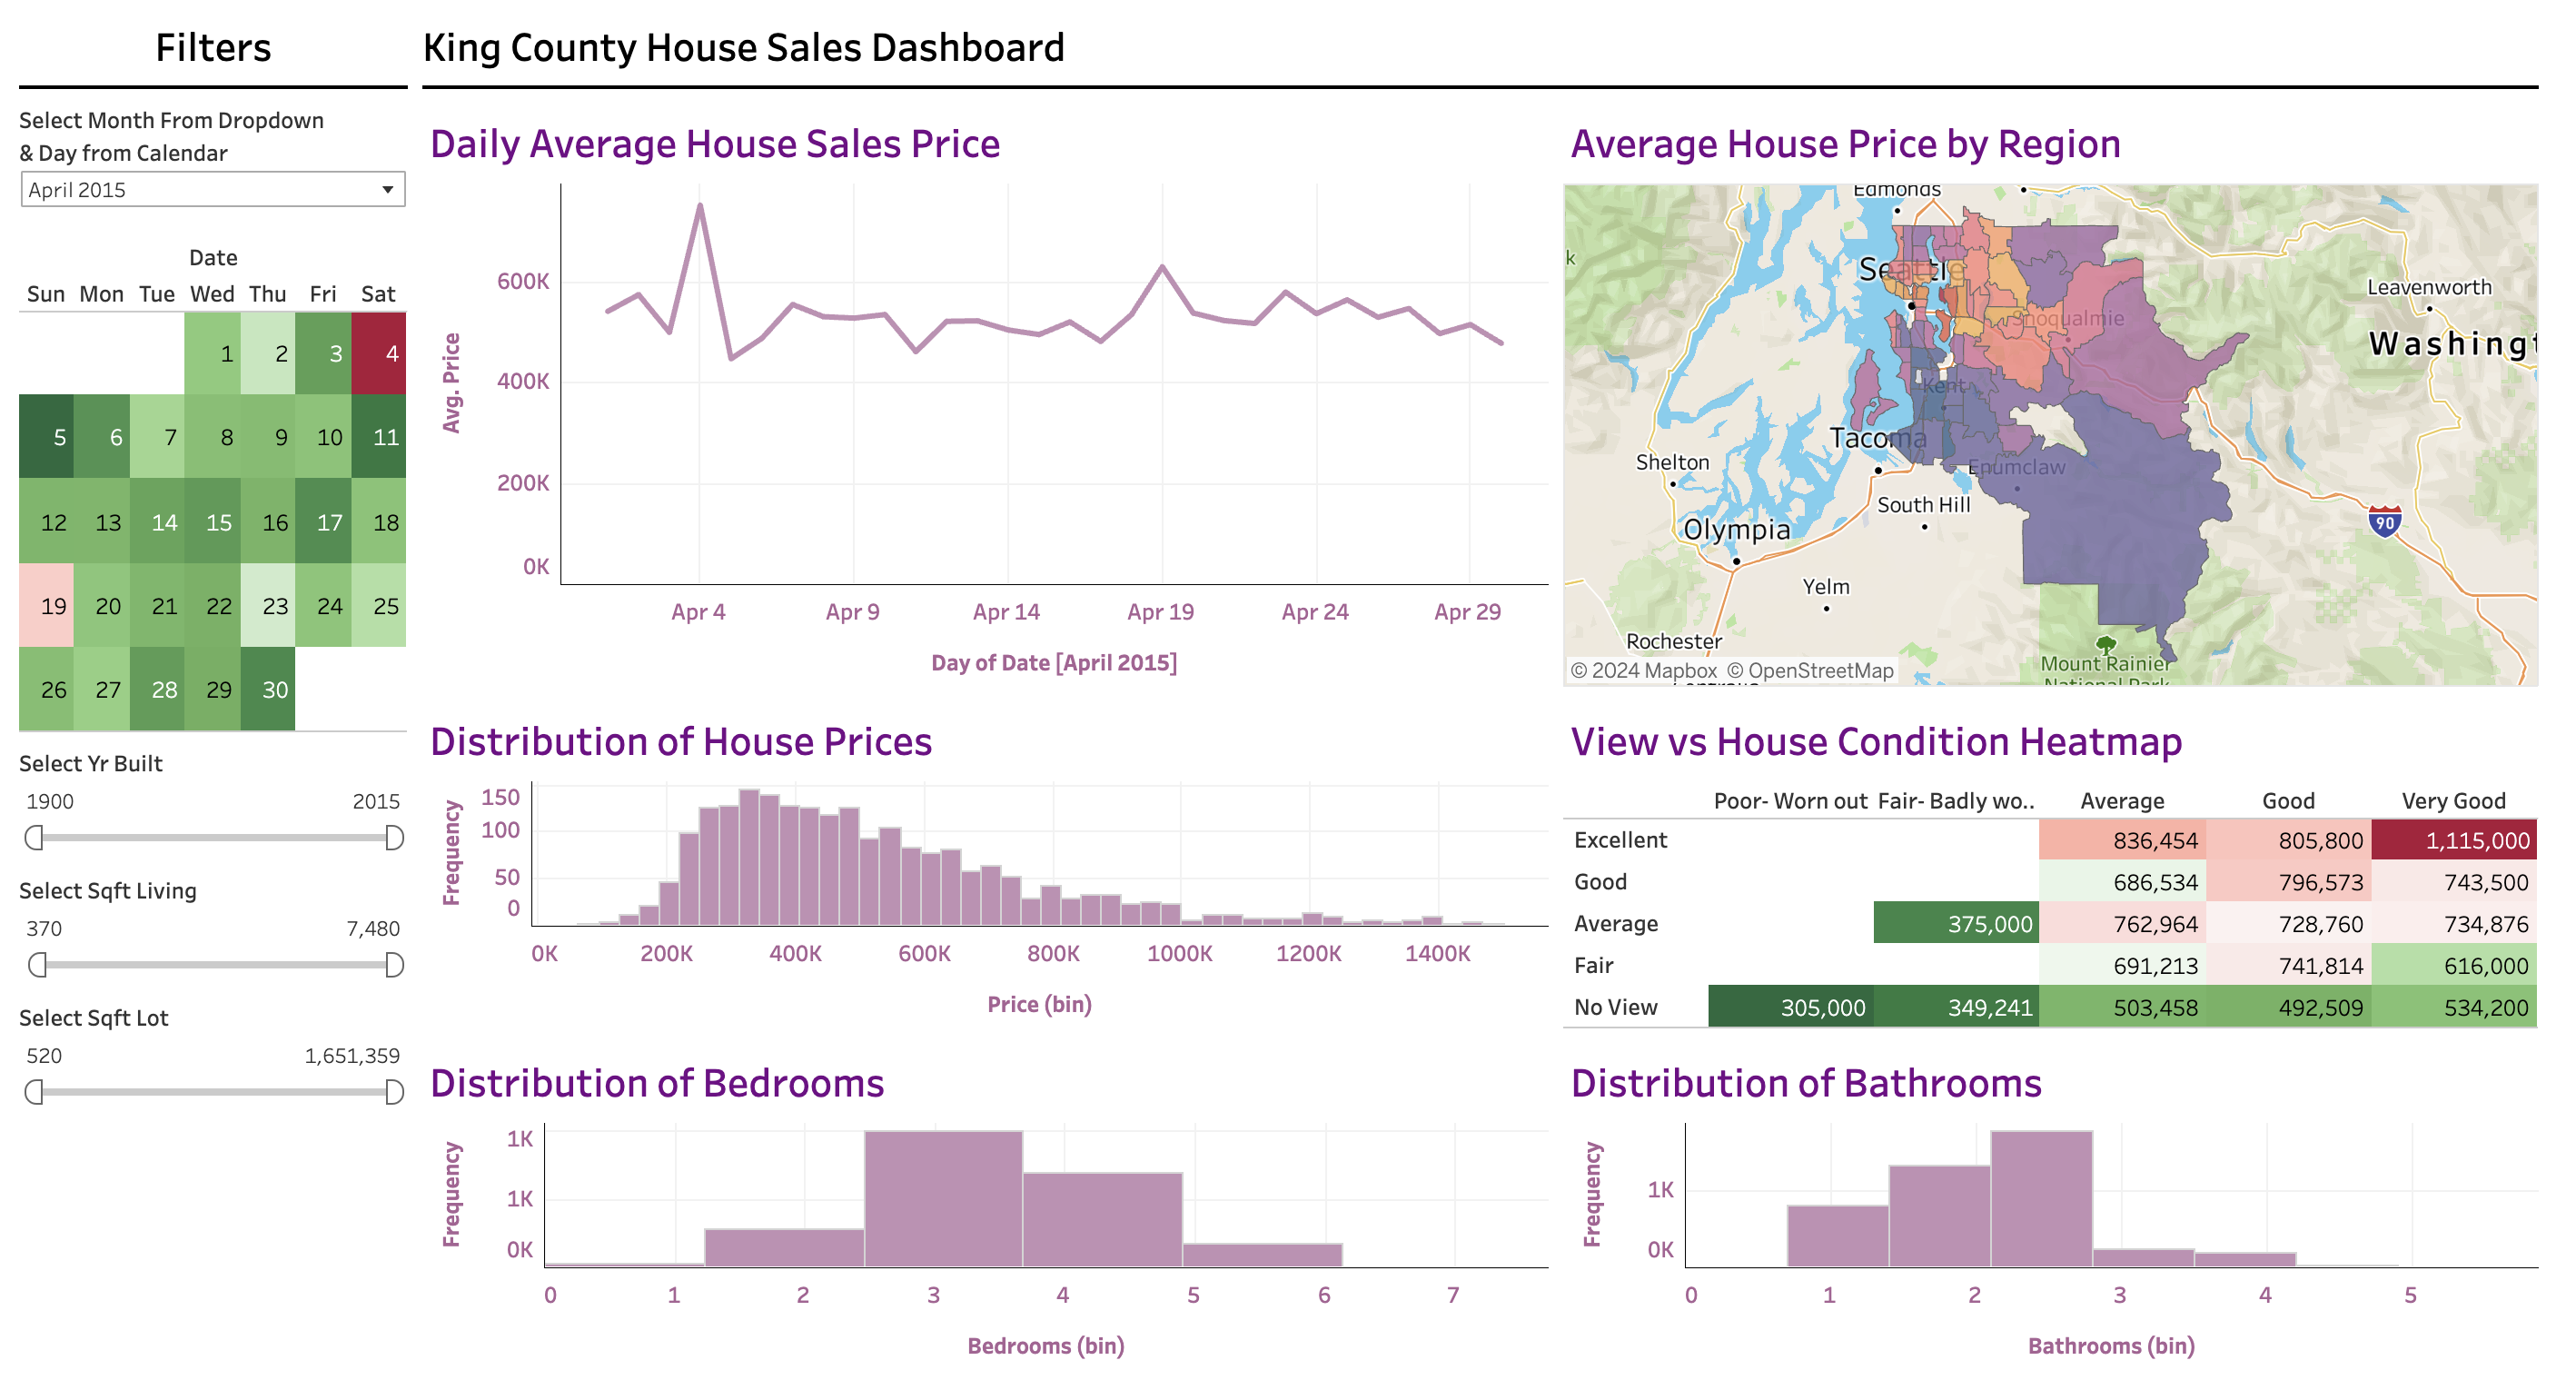 Filters
King County House Sales Dashboard
Select Month From Dropdown
& Day from Calendar
April 2015
Date
Sun Mon Tue Wed Thu Fri Sat
1 2 3 4
5 6 7 8 9 10 11
12 13 14 15 16 17 18
19 20 21 22 23 24 25
26 27 28 29 30
Select Yr Built
1900 2015
Select Sqft Living
370 7,480
Select Sqft Lot
520 1,651,359
Daily Average House Sales Price
Avg. Price
600K
400K
200K
0K
Apr 4 Apr 9 Apr 14 Apr 19 Apr 24 Apr 29
Day of Date [April 2015]
Average House Price by Region
Edmonds
k
Seattle
Leavenworth
Snoqualmie
Washingt
Kent
Tacoma
Shelton
Enumclaw
South Hill
90
Olympia
Yelm
Rochester
Mount Rainier
National Park
© 2024 Mapbox © OpenStreetMap
Distribution of House Prices
Frequency
150
100
50
0
0K 200K 400K 600K 800K 1000K 1200K 1400K
Price (bin)
View vs House Condition Heatmap
Poor- Worn out Fair- Badly wo.. Average Good Very Good
Excellent 836,454 805,800 1,115,000
Good 686,534 796,573 743,500
Average 375,000 762,964 728,760 734,876
Fair 691,213 741,814 616,000
No View 305,000 349,241 503,458 492,509 534,200
Distribution of Bedrooms
Frequency
1K
1K
0K
0 1 2 3 4 5 6 7
Bedrooms (bin)
Distribution of Bathrooms
Frequency
1K
0K
0 1 2 3 4 5
Bathrooms (bin)